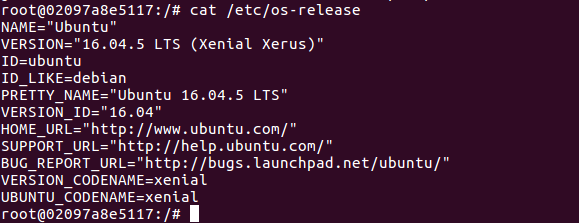 root@02097a8e5117:/# cat /etc/os-release
NAME="Ubuntu"
VERSION="16.04.5 LTS (Xenial Xerus)"
ID=ubuntu
ID_LIKE=debian
PRETTY_NAME="Ubuntu 16.04.5 LTS"
VERSION_ID="16.04"
HOME_URL="http://www.ubuntu.com/"
SUPPORT_URL="http://help.ubuntu.com/"
BUG_REPORT_URL="http://bugs.launchpad.net/ubuntu/"
VERSION_CODENAME=xenial
UBUNTU_CODENAME=xenial
root@02097a8e5117:/#